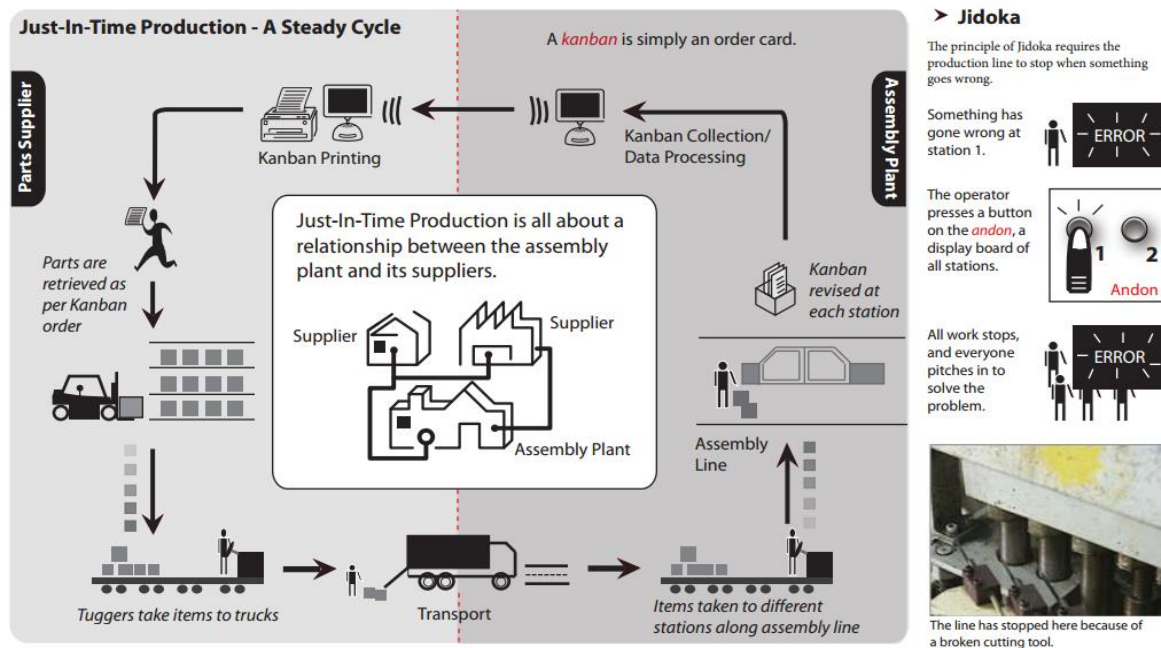 Just-In-Time Production - A Steady Cycle
A kanban is simply an order card.
Parts Supplier
Assembly Plant
Kanban Printing
Kanban Collection/
Data Processing
Parts are
retrieved as
per Kanban
order
Just-In-Time Production is all about a
relationship between the assembly
plant and its suppliers.
Supplier
Supplier
Assembly Plant
Kanban
revised at
each station
Assembly
Line
Tuggers take items to trucks
Transport
Items taken to different
stations along assembly line
➤ Jidoka
The principle of Jidoka requires the
production line to stop when something
goes wrong.
Something has
gone wrong at
station 1.
ERROR
The operator
presses a button
on the andon, a
display board of
all stations.
1
2
Andon
All work stops,
and everyone
pitches in to
solve the
problem.
ERROR
The line has stopped here because of
a broken cutting tool.